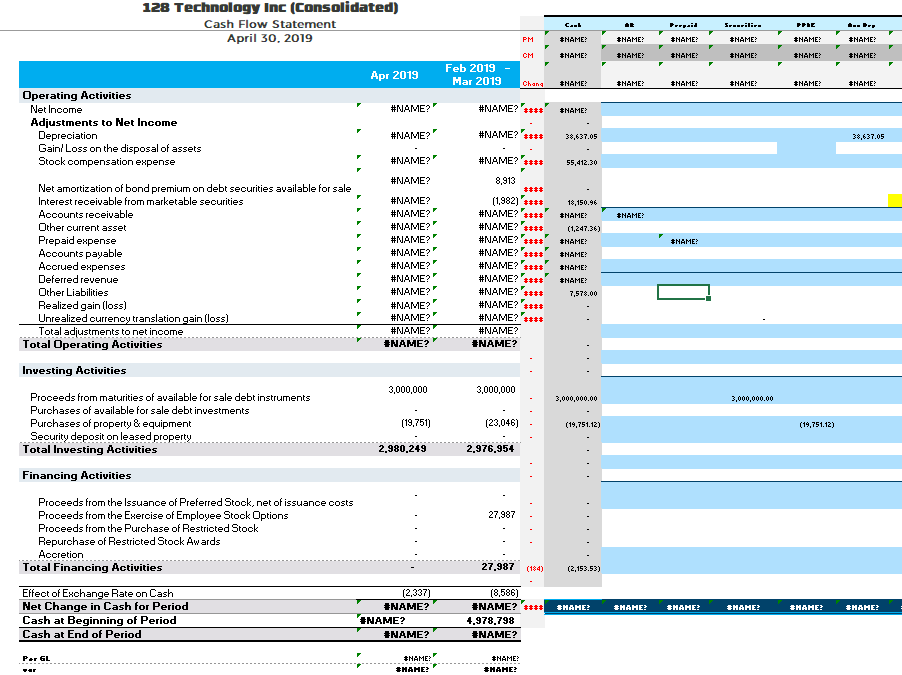 128 Technology Inc (Consolidated)
Cash Flow Statement
April 30, 2019
Cash AR Prepaid Securities PP&E Acc Dep
PM #NAME? #NAME? #NAME? #NAME? #NAME? #NAME?
CM #NAME? #NAME? #NAME? #NAME? #NAME? #NAME?
Apr 2019 Feb 2019 - Mar 2019 Chang #NAME? #NAME? #NAME? #NAME? #NAME? #NAME?
Operating Activities
Net Income #NAME? #NAME? #### #NAME?
Adjustments to Net Income - -
Depreciation #NAME? #NAME? #### 38,637.05 38,637.05
Gain/ Loss on the disposal of assets - - - -
Stock compensation expense #NAME? #NAME? #### 55,412.30
Net amortization of bond premium on debt securities available for sale #NAME? 8,913 #### -
Interest receivable from marketable securities #NAME? (1,982) #### 18,150.96
Accounts receivable #NAME? #NAME? #### #NAME? #NAME?
Other current asset #NAME? #NAME? #### (1,247.36)
Prepaid expense #NAME? #NAME? #### #NAME? #NAME?
Accounts payable #NAME? #NAME? #### #NAME?
Accrued expenses #NAME? #NAME? #### #NAME?
Deferred revenue #NAME? #NAME? #### #NAME?
Other Liabilities #NAME? #NAME? #### 7,578.00
Realized gain (loss) #NAME? #NAME? #### -
Unrealized currency translation gain (loss) #NAME? #NAME? #### - -
Total adjustments to net income #NAME? #NAME? -
Total Operating Activities #NAME? #NAME? -
- -
Investing Activities - -
Proceeds from maturities of available for sale debt instruments 3,000,000 3,000,000 - 3,000,000.00 3,000,000.00
Purchases of available for sale debt investments - - - -
Purchases of property & equipment (19,751) (23,046) - (19,751.12) (19,751.12)
Security deposit on leased property - - - -
Total Investing Activities 2,980,249 2,976,954 - -
- -
Financing Activities - -
Proceeds from the Issuance of Preferred Stock, net of issuance costs - - - -
Proceeds from the Exercise of Employee Stock Options - 27,987 - -
Proceeds from the Purchase of Restricted Stock - - - -
Repurchase of Restricted Stock Awards - - - -
Accretion - - - -
Total Financing Activities - 27,987 (184) (2,153.53)
-
Effect of Exchange Rate on Cash (2,337) (8,586)
Net Change in Cash for Period #NAME? #NAME? #### #NAME? #NAME? #NAME? #NAME? #NAME? #NAME?
Cash at Beginning of Period #NAME? 4,978,798
Cash at End of Period #NAME? #NAME?
Per GL #NAME? #NAME?
var #NAME? #NAME?